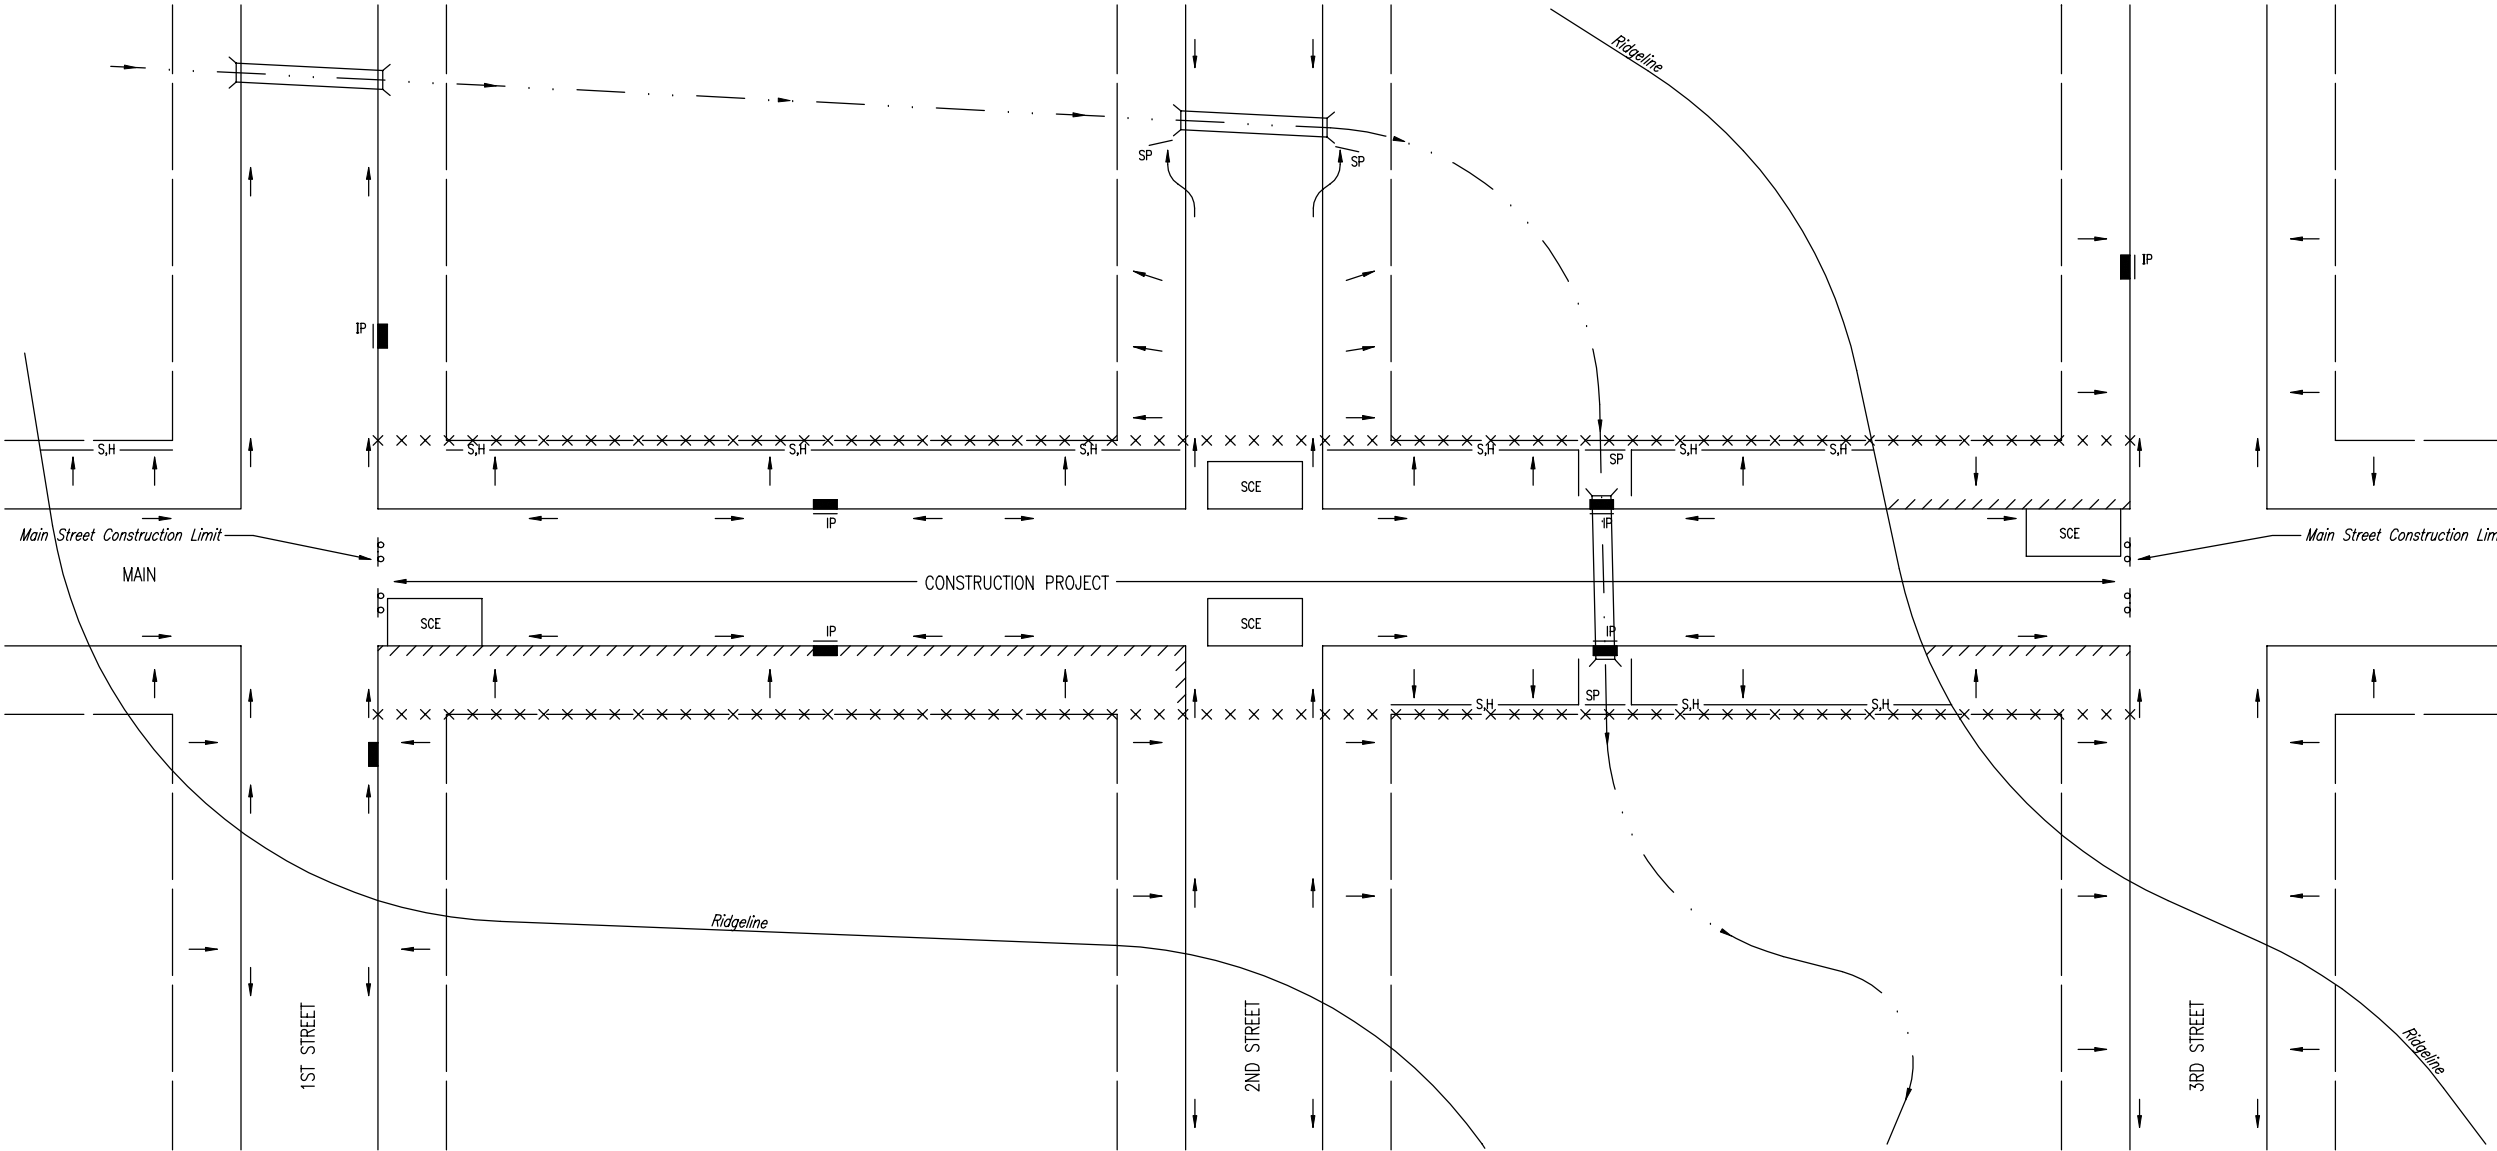 Ridgeline
SP
SP
IP
IP
S,H
S,H
S,H
S,H
S,H
S,H
S,H
SP
SCE
IP
IP
Main Street Construction Limit
SCE
Main Street Construction Lim
MAIN
CONSTRUCTION PROJECT
SCE
SCE
IP
IP
SP
S,H
S,H
S,H
Ridgeline
1ST STREET
2ND STREET
3RD STREET
Ridgeline